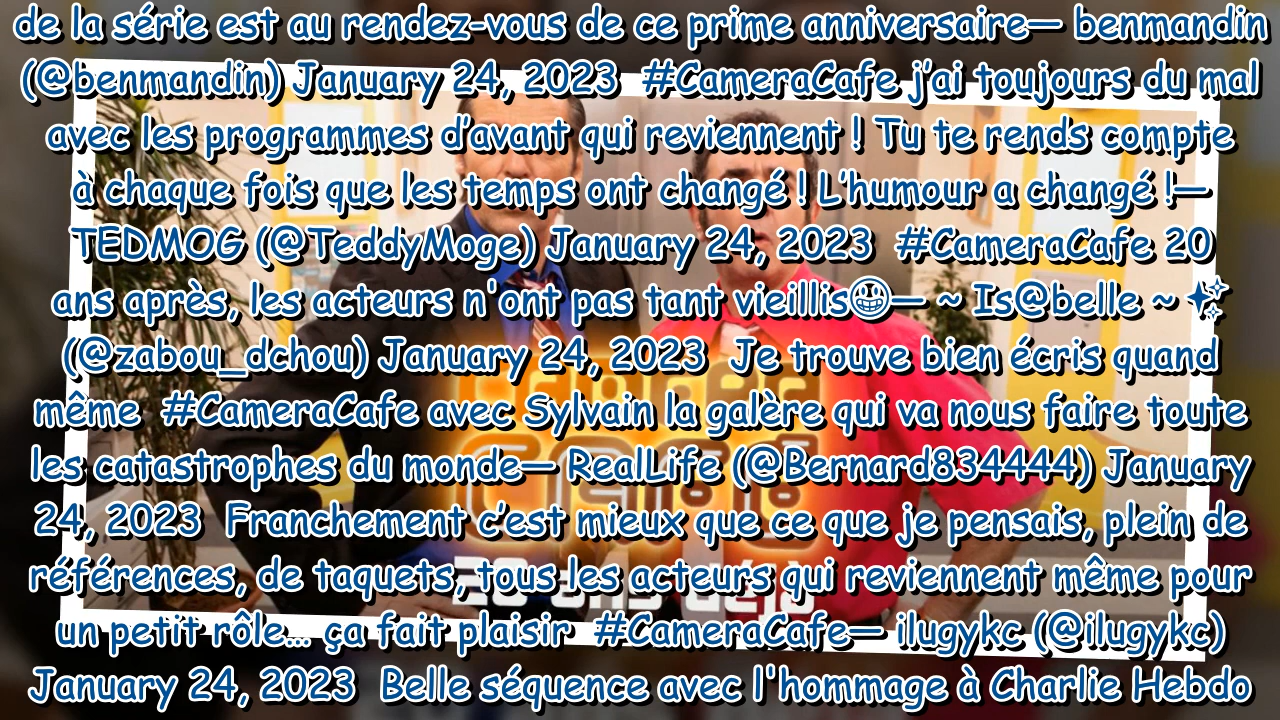 de la série est au rendez-vous de ce prime anniversaire— benmandin
(@benmandin) January 24, 2023 #CameraCafe j’ai toujours du mal
avec les programmes d’avant qui reviennent ! Tu te rends compte
à chaque fois que les temps ont changé ! L’humour a changé !—
TEDMOG (@TeddyMoge) January 24, 2023 #CameraCafe 20
ans après, les acteurs n'ont pas tant vieillis😀— ~ Is@belle ~ ✨
(@zabou_dchou) January 24, 2023 Je trouve bien écris quand
même #CameraCafe avec Sylvain la galère qui va nous faire toute
les catastrophes du monde— RealLife (@Bernard834444) January
24, 2023 Franchement c’est mieux que ce que je pensais, plein de
références, de taquets, tous les acteurs qui reviennent même pour
un petit rôle... ça fait plaisir #CameraCafe— ilugykc (@ilugykc)
January 24, 2023 Belle séquence avec l'hommage à Charlie Hebdo
CAMERA
CAFÉ
20 ans déjà